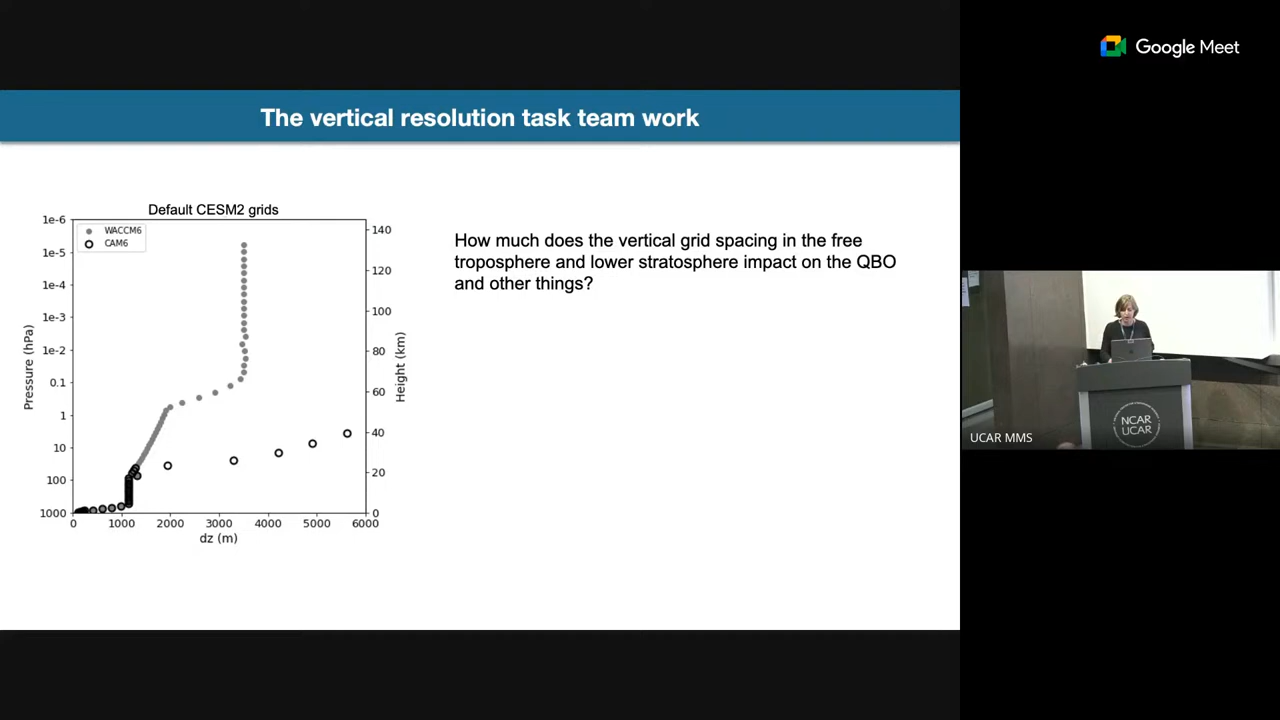 Google Meet
The vertical resolution task team work
Default CESM2 grids
WACCM6
CAM6
1e-6
1e-5
1e-4
1e-3
1e-2
0.1
1
10
100
1000
Pressure (hPa)
140
120
100
80
60
40
20
0
Height (km)
0 1000 2000 3000 4000 5000 6000
dz (m)
How much does the vertical grid spacing in the free
troposphere and lower stratosphere impact on the QBO
and other things?
NCAR
UCAR
UCAR MMS